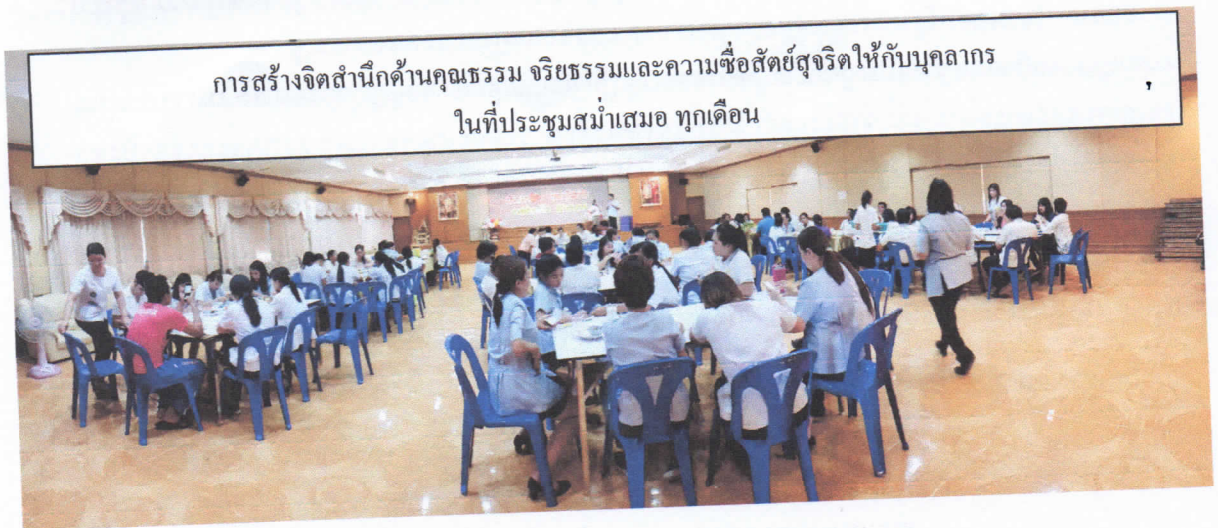 การสร้างจิตสำนึกด้านคุณธรรม จริยธรรมและความซื่อสัตย์สุจริตให้กับบุคลากร
ในที่ประชุมสม่ำเสมอ ทุกเดือน